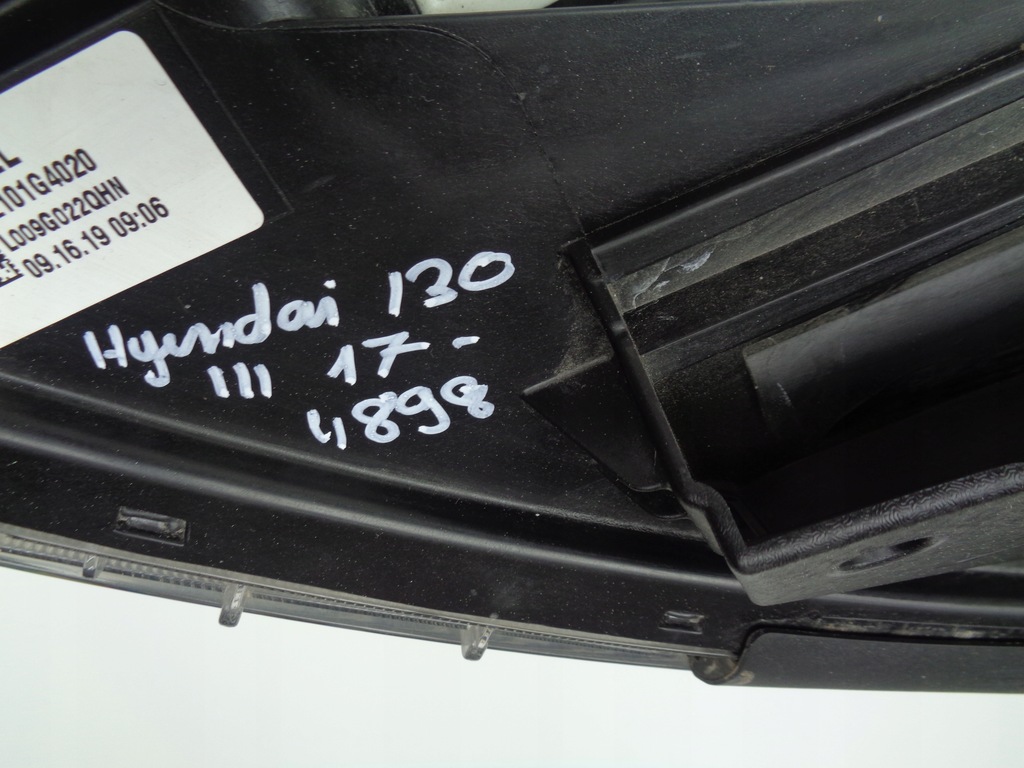 L
101G4020
L009G022QHN
09.16.19 09:06
Hyundai I30
III 17-
4898